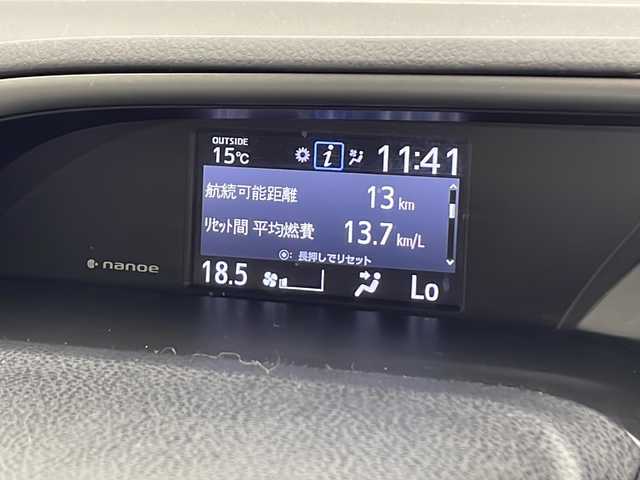 OUTSIDE
15℃ i 11:41
航続可能距離 13 km
ﾘｾｯﾄ間 平均燃費 13.7 km/L
◎: 長押しでリセット
18.5 Lo
nanoe